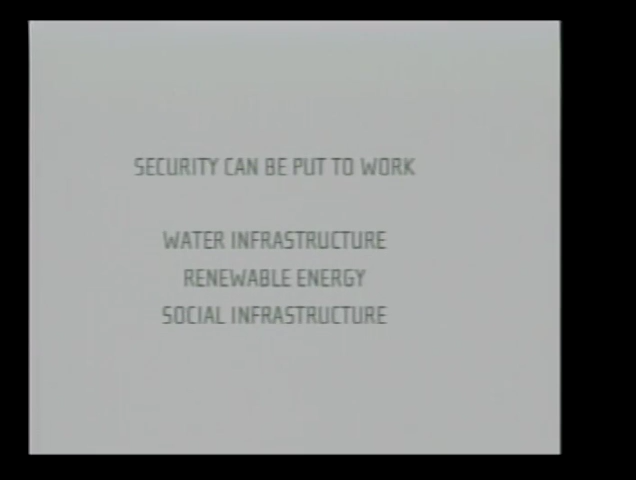 SECURITY CAN BE PUT TO WORK
WATER INFRASTRUCTURE
RENEWABLE ENERGY
SOCIAL INFRASTRUCTURE